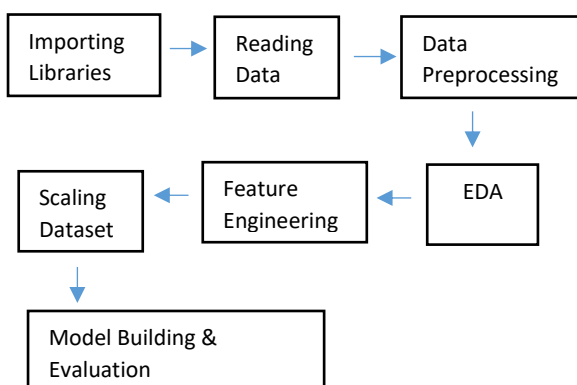 Importing
Libraries
Reading
Data
Data
Preprocessing
EDA
Feature
Engineering
Scaling
Dataset
Model Building &
Evaluation